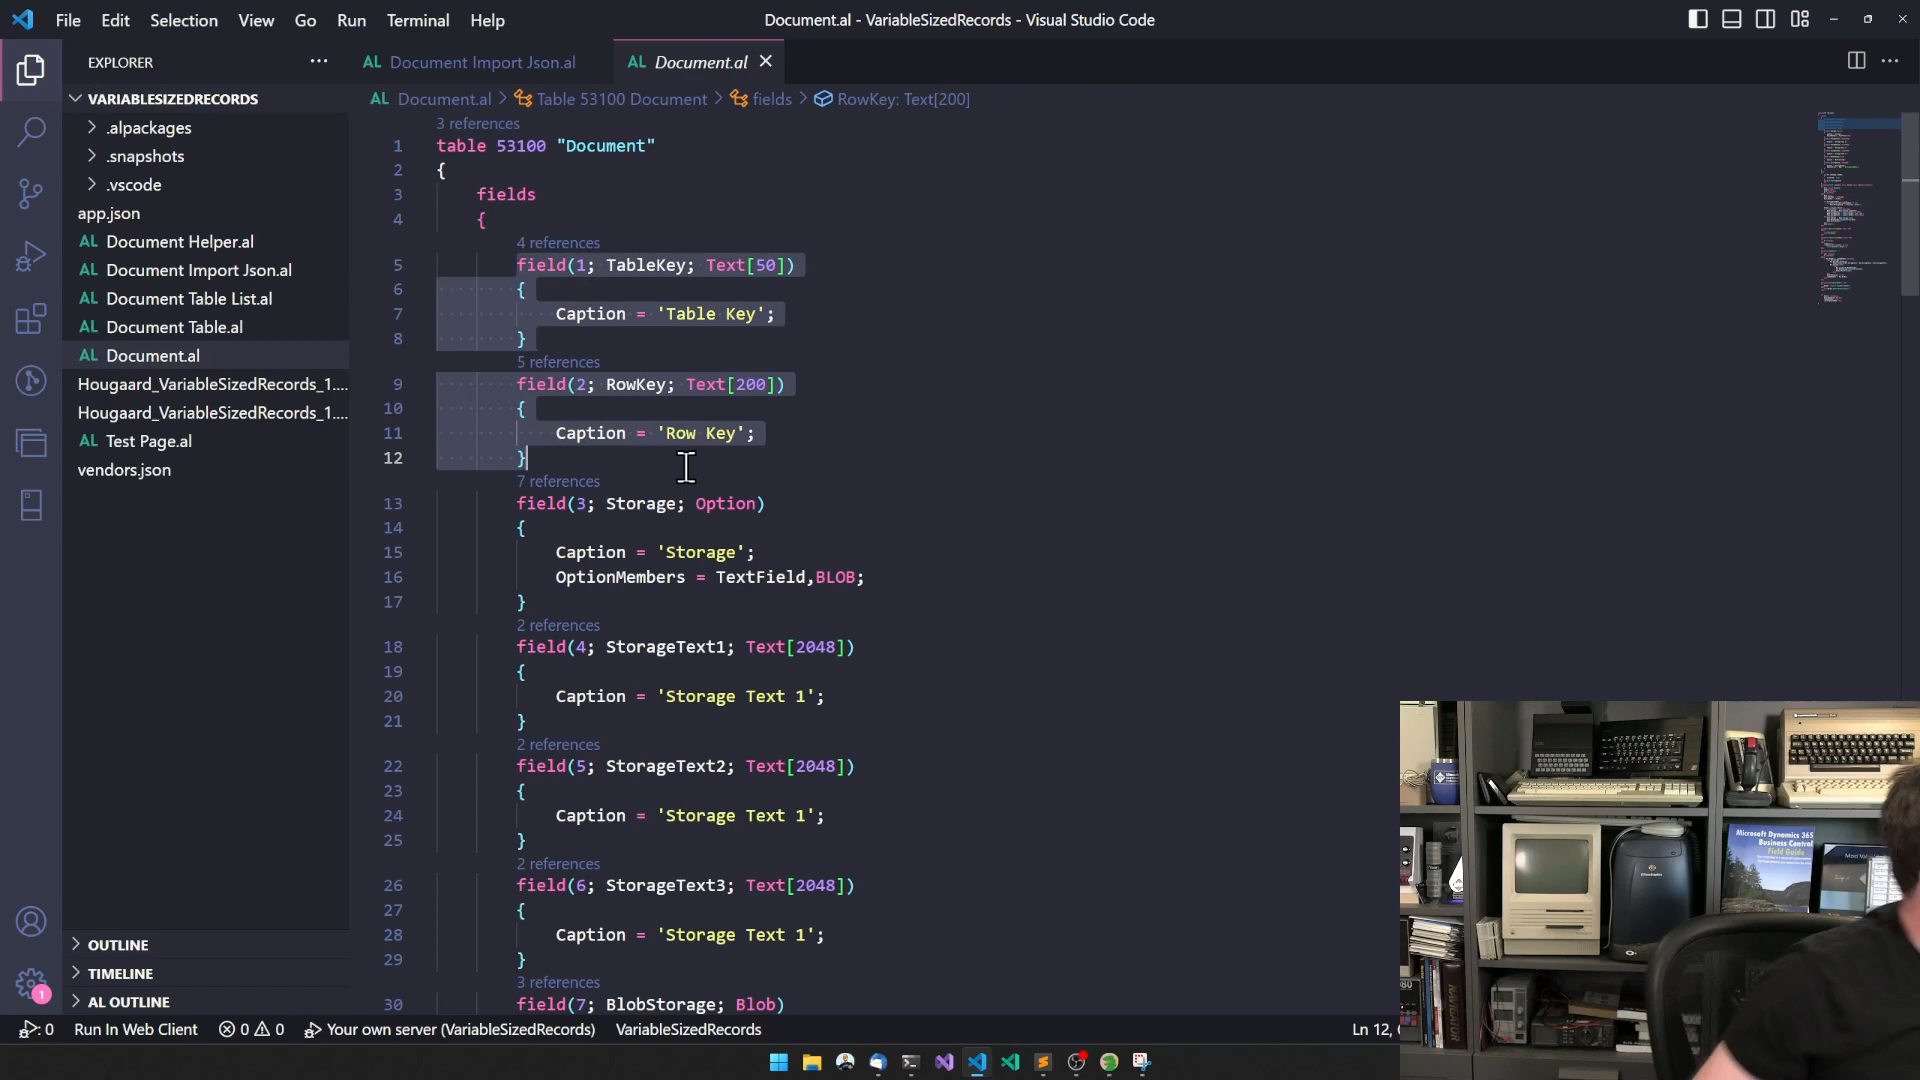 File Edit Selection View Go Run Terminal Help
Document.al - VariableSizedRecords - Visual Studio Code
EXPLORER
VARIABLESIZEDRECORDS
.alpackages
.snapshots
.vscode
app.json
AL Document Helper.al
AL Document Import Json.al
AL Document Table List.al
AL Document Table.al
AL Document.al
Hougaard_VariableSizedRecords_1....
Hougaard_VariableSizedRecords_1....
AL Test Page.al
vendors.json
OUTLINE
TIMELINE
AL OUTLINE
AL Document Import Json.al
AL Document.al
AL Document.al > Table 53100 Document > fields > RowKey: Text[200]
3 references
1 table 53100 "Document"
2 {
3 fields
4 {
4 references
5 field(1; TableKey; Text[50])
6 {
7 Caption = 'Table Key';
8 }
5 references
9 field(2; RowKey; Text[200])
10 {
11 Caption = 'Row Key';
12 }
7 references
13 field(3; Storage; Option)
14 {
15 Caption = 'Storage';
16 OptionMembers = TextField,BLOB;
17 }
2 references
18 field(4; StorageText1; Text[2048])
19 {
20 Caption = 'Storage Text 1';
21 }
2 references
22 field(5; StorageText2; Text[2048])
23 {
24 Caption = 'Storage Text 1';
25 }
2 references
26 field(6; StorageText3; Text[2048])
27 {
28 Caption = 'Storage Text 1';
29 }
3 references
30 field(7; BlobStorage; Blob)
Microsoft Dynamics 365
Business Central
Field Guide
1
: 0 Run In Web Client 0 0 Your own server (VariableSizedRecords) VariableSizedRecords
Ln 12,